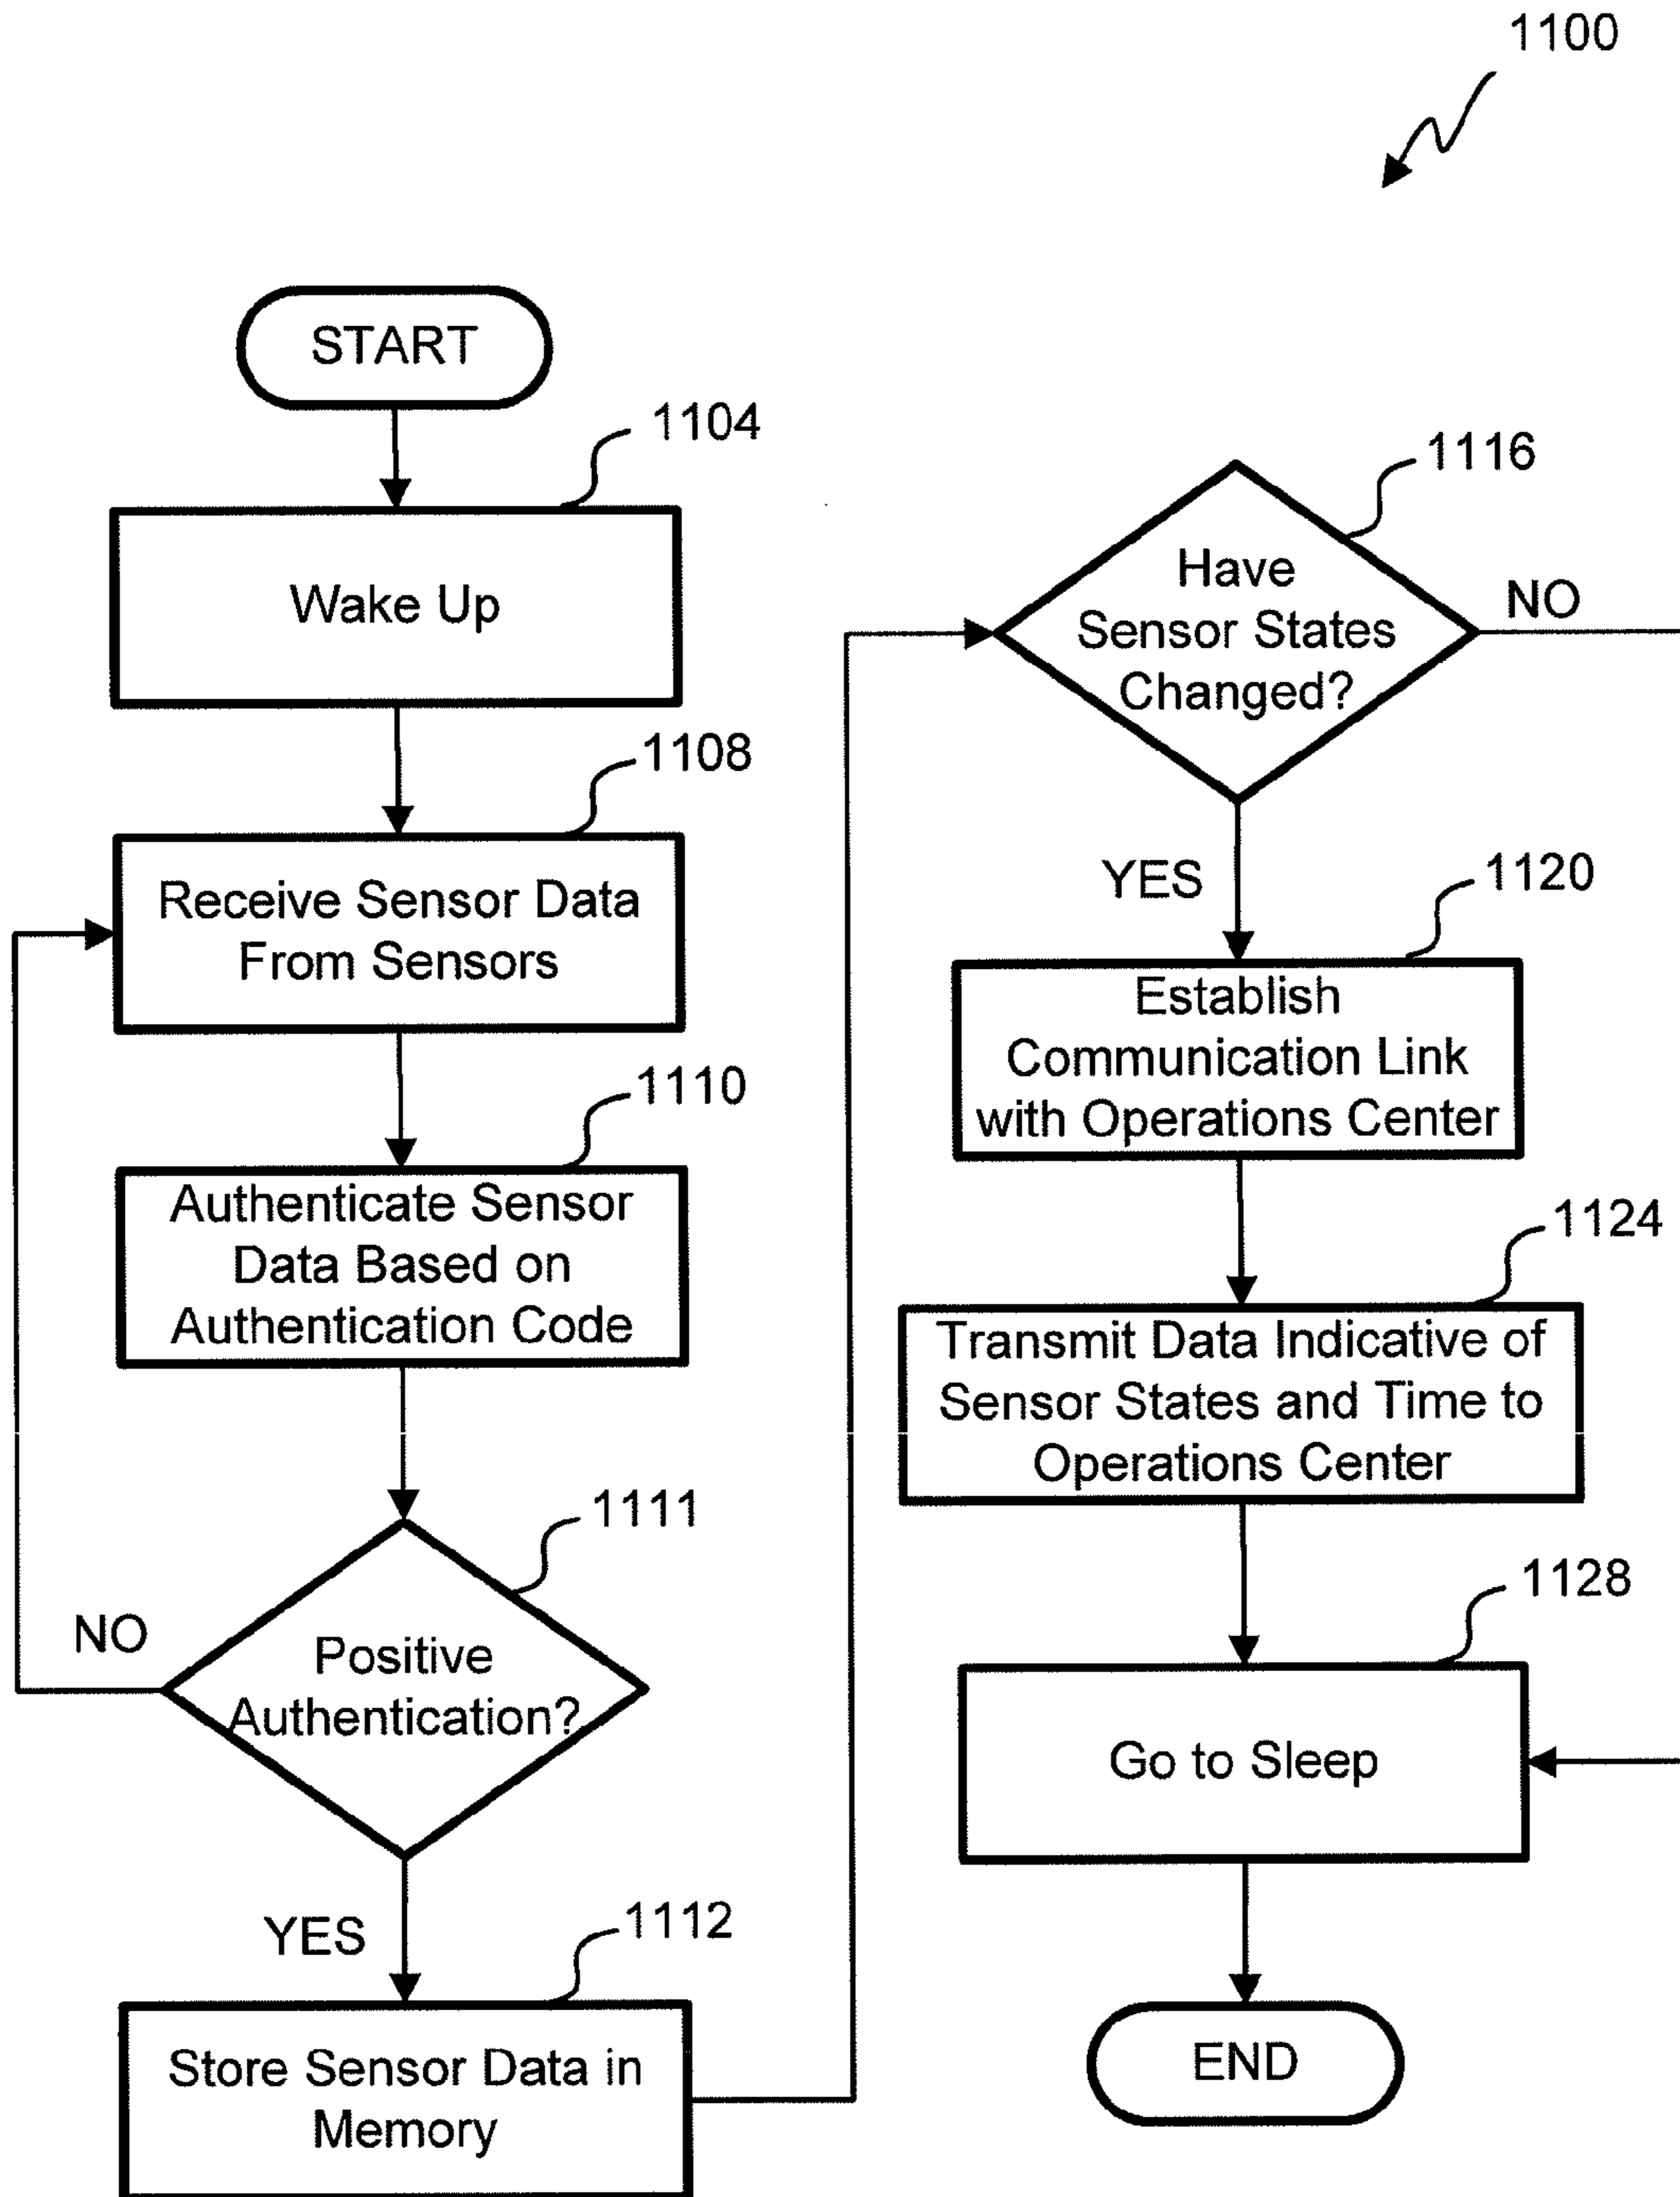 1100
START
1104
Wake Up
1108
Receive Sensor Data
From Sensors
1110
Authenticate Sensor
Data Based on
Authentication Code
1111
NO
Positive
Authentication?
YES
1112
Store Sensor Data in
Memory
1116
Have
Sensor States
Changed?
NO
YES
1120
Establish
Communication Link
with Operations Center
1124
Transmit Data Indicative of
Sensor States and Time to
Operations Center
1128
Go to Sleep
END